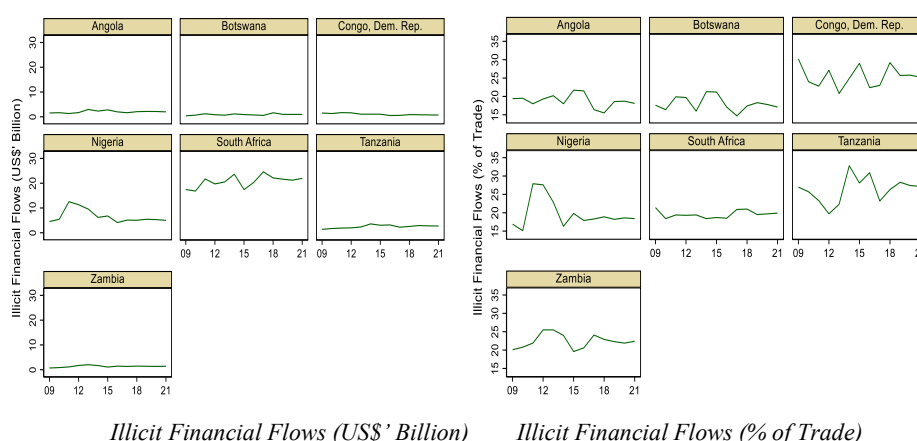 Angola Botswana Congo, Dem. Rep.
0 10 20 30
Nigeria South Africa Tanzania
0 10 20 30
09 12 15 18 21 09 12 15 18 21
Zambia
0 10 20 30
09 12 15 18 21
Illicit Financial Flows (US$' Billion)
Angola Botswana Congo, Dem. Rep.
15 20 25 30 35
Nigeria South Africa Tanzania
15 20 25 30 35
09 12 15 18 21 09 12 15 18 21
Zambia
15 20 25 30 35
09 12 15 18 21
Illicit Financial Flows (% of Trade)
Illicit Financial Flows (US$' Billion) Illicit Financial Flows (% of Trade)